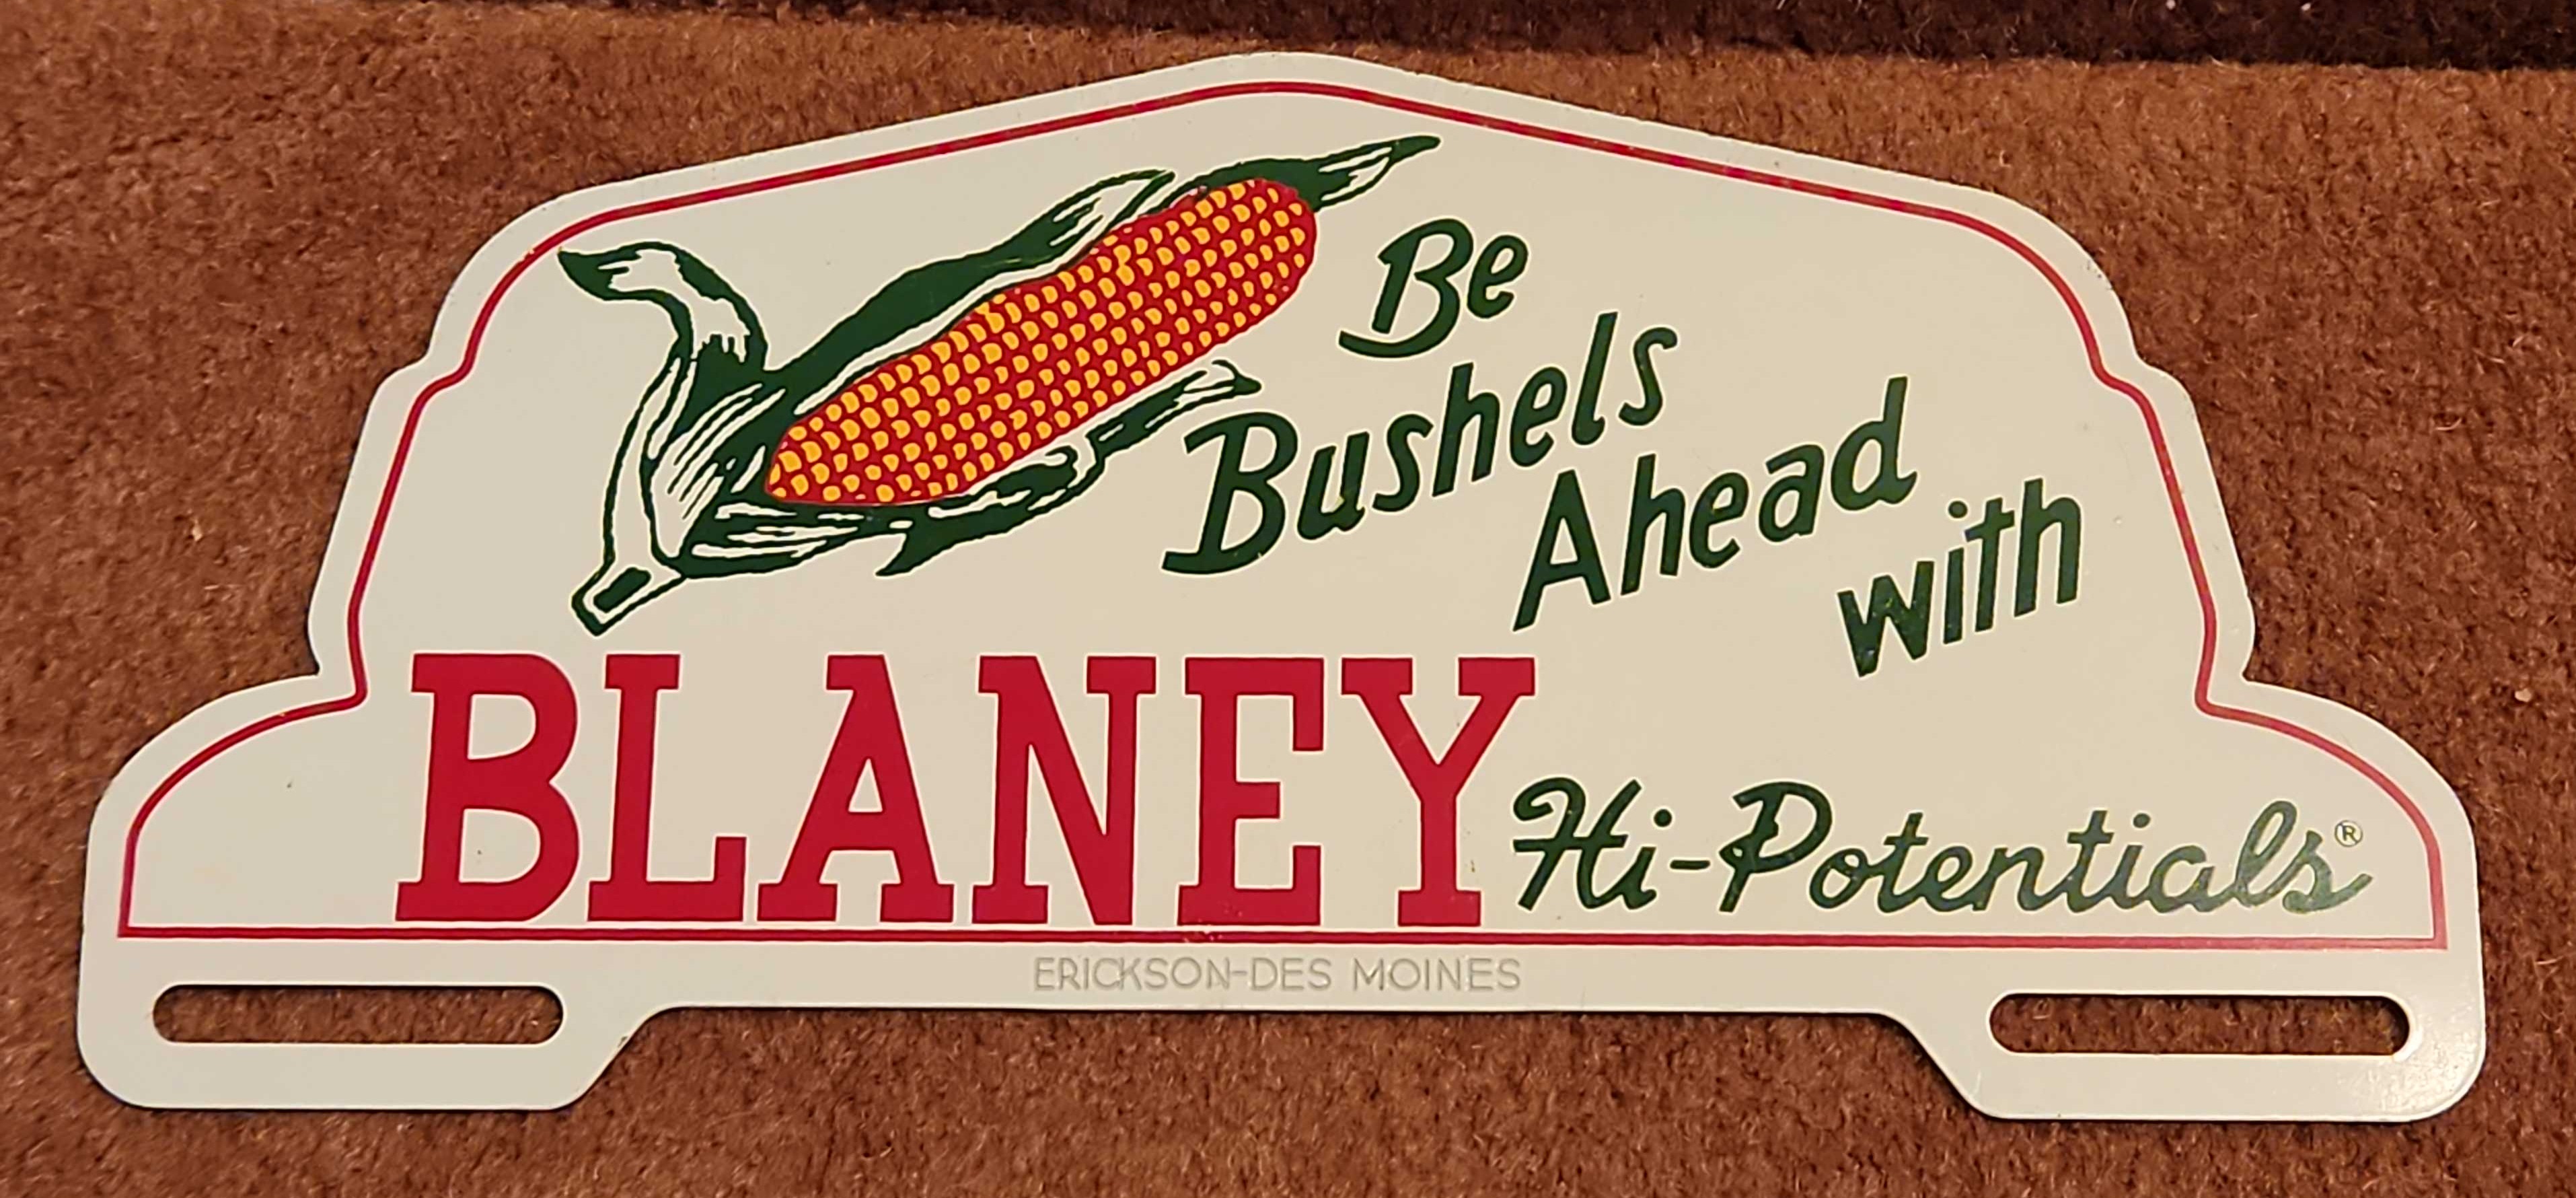 Be
Bushels
Ahead
with
BLANEY Hi-Potentials®
ERICKSON-DES MOINES